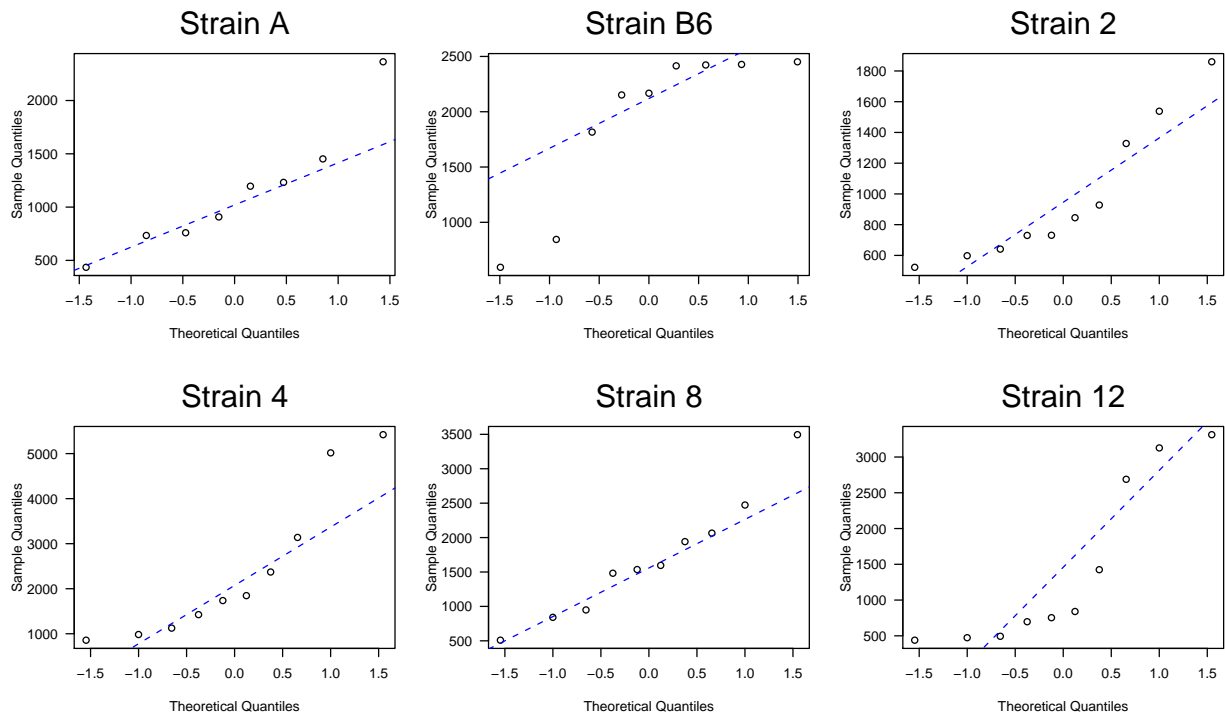 Strain A
Sample Quantiles
2000
1500
1000
500
−1.5 −1.0 −0.5 0.0 0.5 1.0 1.5
Theoretical Quantiles
Strain B6
Sample Quantiles
2500
2000
1500
1000
−1.5 −1.0 −0.5 0.0 0.5 1.0 1.5
Theoretical Quantiles
Strain 2
Sample Quantiles
1800
1600
1400
1200
1000
800
600
−1.5 −1.0 −0.5 0.0 0.5 1.0 1.5
Theoretical Quantiles
Strain 4
Sample Quantiles
5000
4000
3000
2000
1000
−1.5 −1.0 −0.5 0.0 0.5 1.0 1.5
Theoretical Quantiles
Strain 8
Sample Quantiles
3500
3000
2500
2000
1500
1000
500
−1.5 −1.0 −0.5 0.0 0.5 1.0 1.5
Theoretical Quantiles
Strain 12
Sample Quantiles
3000
2500
2000
1500
1000
500
−1.5 −1.0 −0.5 0.0 0.5 1.0 1.5
Theoretical Quantiles